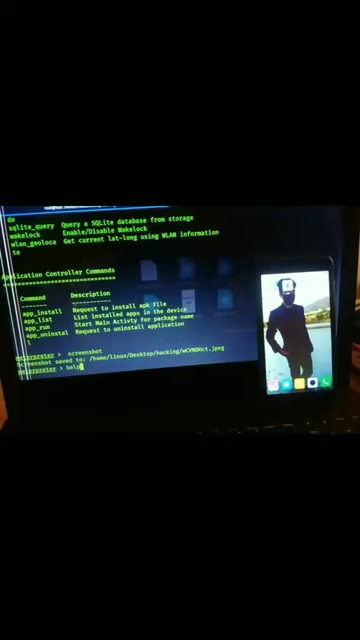 de
sqlite_query Query a SQLite database from storage
wakelock Enable/Disable Wakelock
wlan_geoloca Get current lat-long using WLAN information
te
Application Controller Commands
Command Description
app_install Request to install apk file
app_list List installed apps in the device
app_run Start Main Activty for package name
app_uninstal Request to uninstall application
l
meterpreter > screenshot
Screenshot saved to: /home/linux/Desktop/hacking/
meterpreter > help